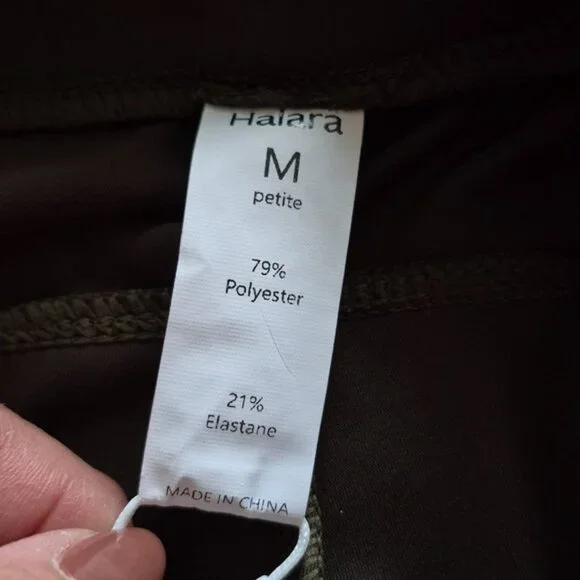 Halara
M
petite
79%
Polyester
21%
Elastane
MADE IN CHINA